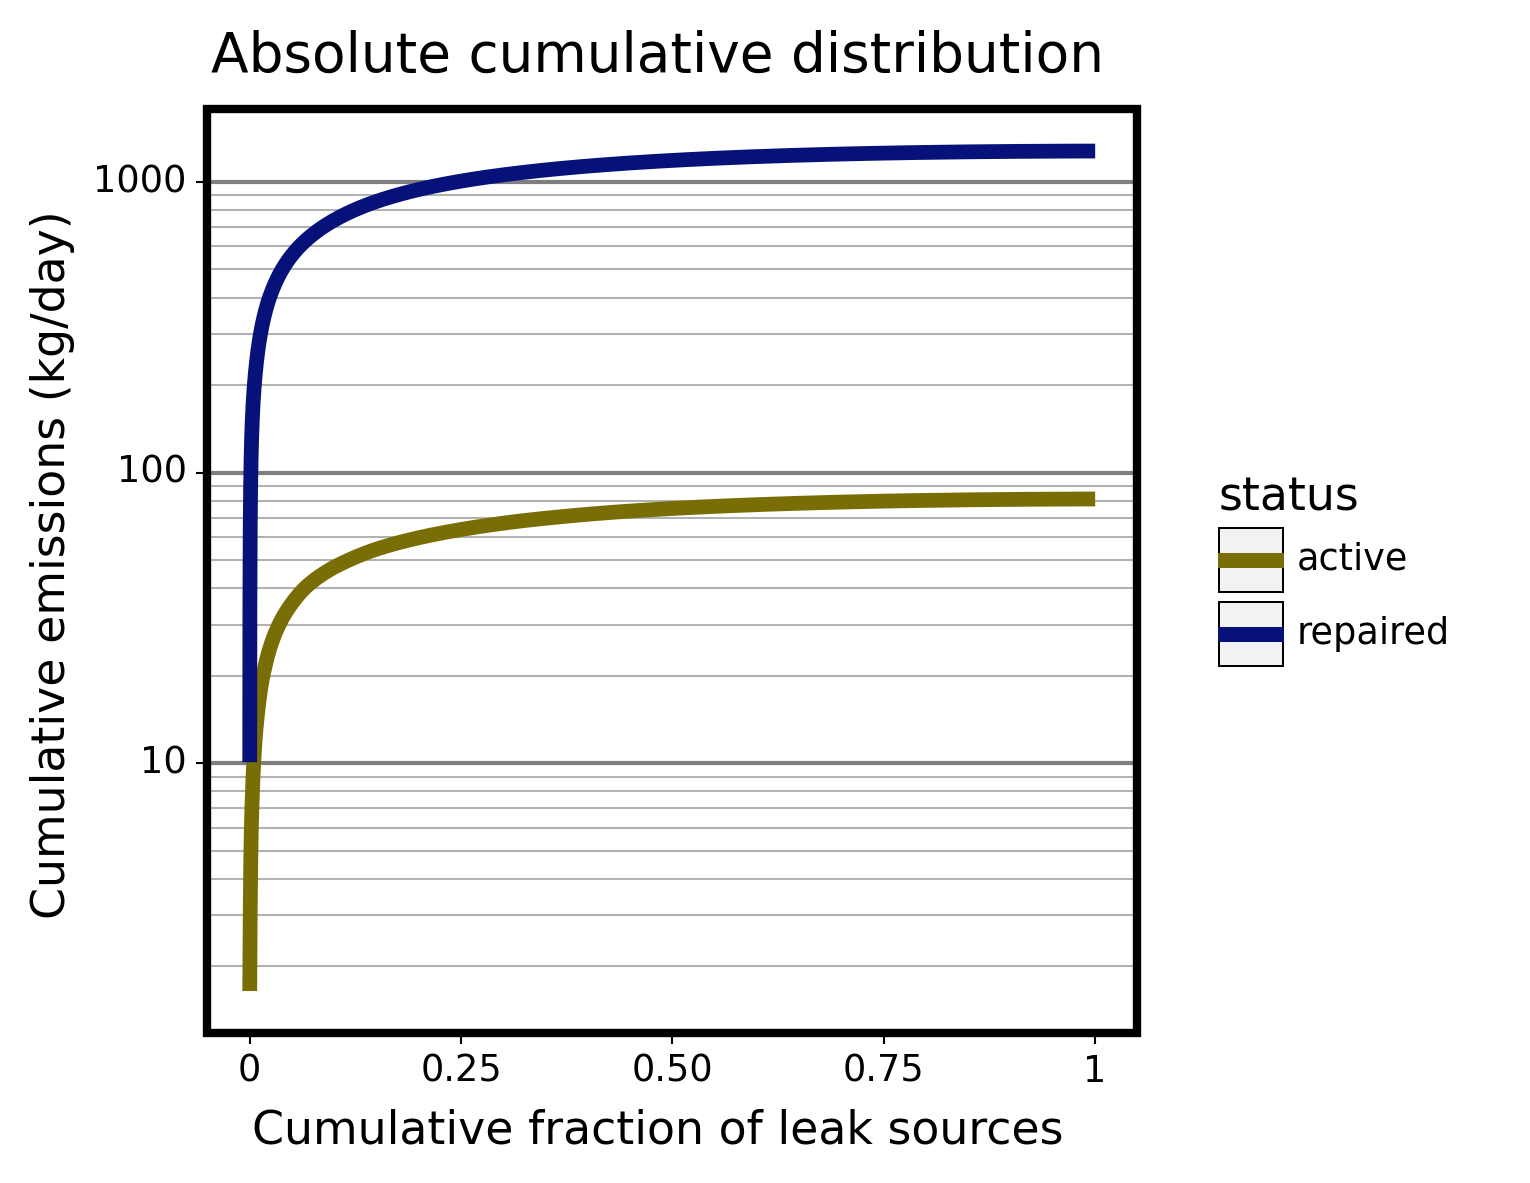 Absolute cumulative distribution
Cumulative emissions (kg/day)
1000
100
10
0
0.25
0.50
0.75
1
Cumulative fraction of leak sources
status
active
repaired